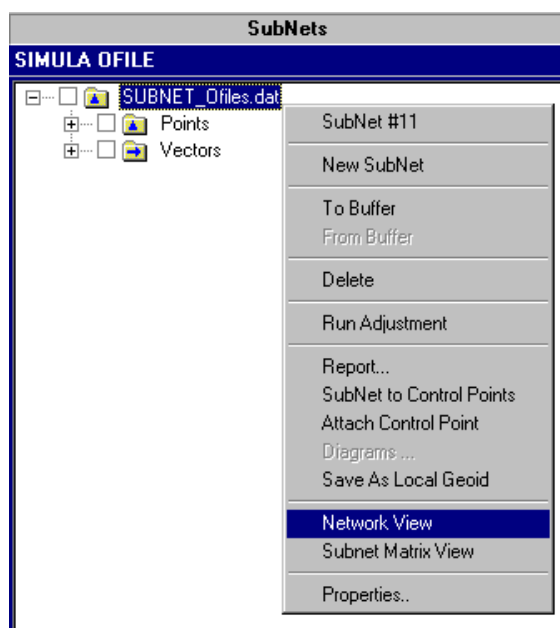 SubNets
SIMULA OFILE
SUBNET_Ofiles.dat
Points
Vectors
SubNet #11
New SubNet
To Buffer
From Buffer
Delete
Run Adjustment
Report...
SubNet to Control Points
Attach Control Point
Diagrams ...
Save As Local Geoid
Network View
Subnet Matrix View
Properties..